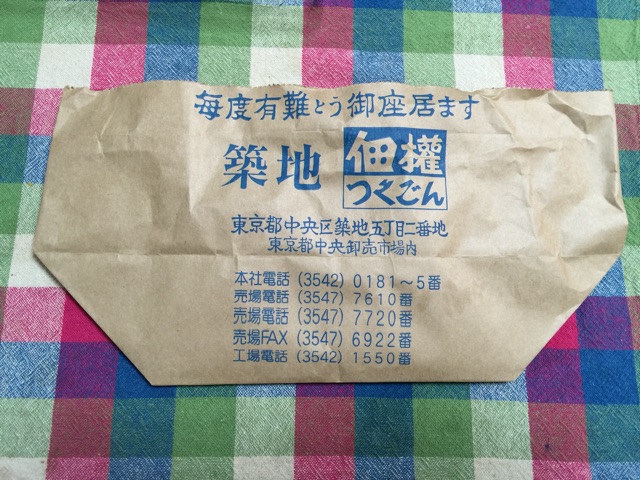 毎度有難とう御座居ます
築地 佃權
つくごん
東京都中央区築地五丁目二番地
東京都中央卸売市場内
本社電話 (3542) 0181～5番
売場電話 (3547) 7610番
売場電話 (3547) 7720番
売場FAX (3547) 6922番
工場電話 (3542) 1550番